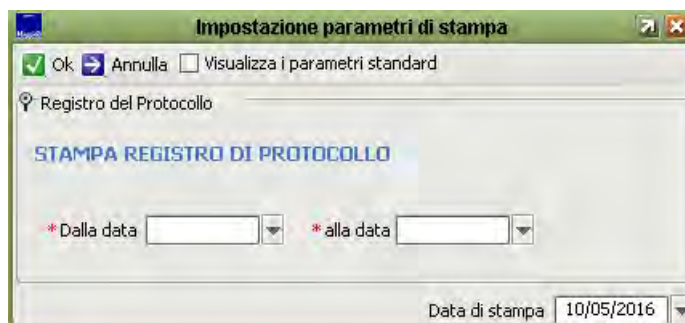 Impostazione parametri di stampa
Ok Annulla Visualizza i parametri standard
Registro del Protocollo
STAMPA REGISTRO DI PROTOCOLLO
*Dalla data *alla data
Data di stampa 10/05/2016